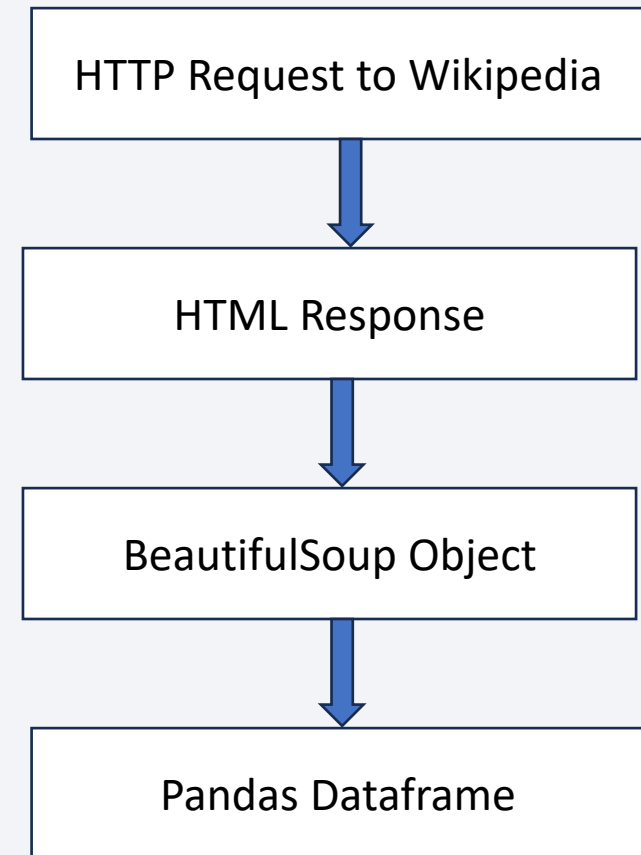 HTTP Request to Wikipedia
HTML Response
BeautifulSoup Object
Pandas Dataframe